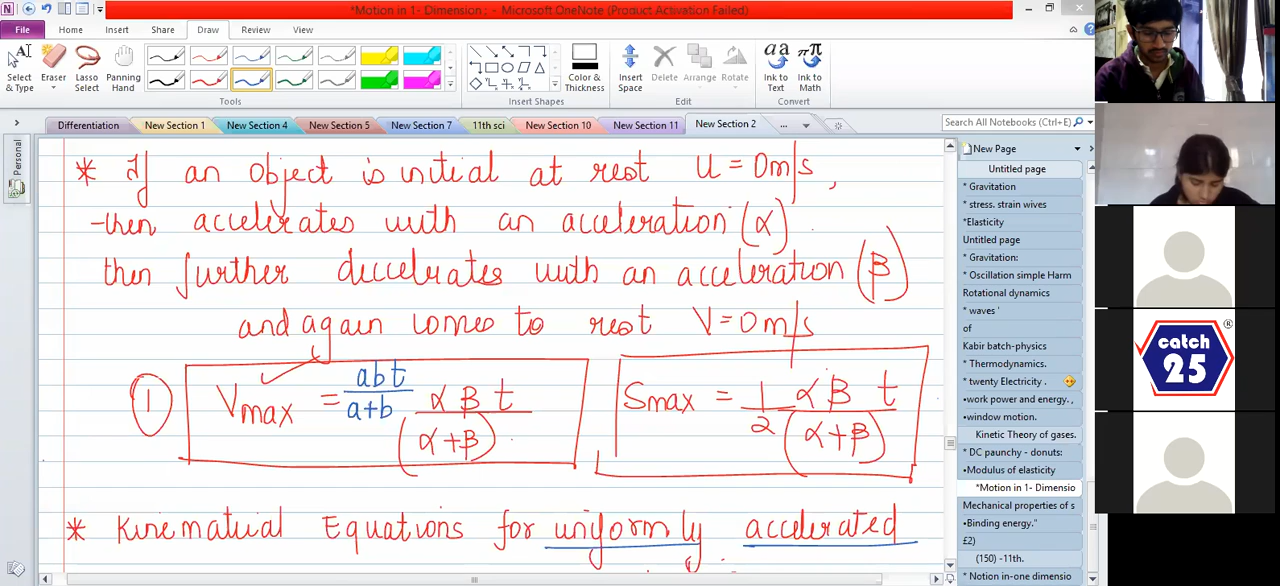 *Motion in 1- Dimension ; - Microsoft OneNote (Product Activation Failed)
File Home Insert Share Draw Review View
Select & Type
Eraser
Lasso Select
Panning Hand
Color & Thickness
Insert Space
Delete
Arrange
Rotate
Ink to Text
Ink to Math
Tools
Insert Shapes
Edit
Convert
Differentiation New Section 1 New Section 4 New Section 5 New Section 7 11th sci New Section 10 New Section 11 New Section 2 ...
Search All Notebooks (Ctrl+E)
Personal
* If an object is initial at rest U = 0m/s,
then accelerates with an acceleration (α)
then further deccelrates with an acceleration (β)
and again comes to rest V = 0m/s
① Vmax = abt/a+b αβt/(α+β)
Smax = 1/2 αβt/(α+β)
* Kinematical Equations for uniformly accelerated
New Page
Untitled page
* Gravitation
* stress. strain wives
*Elasticity
Untitled page
* Gravitation:
* Oscillation simple Harm
Rotational dynamics
* waves '
of
Kabir batch-physics
* Thermodynamics.
* twenty Electricity .
•work power and energy. ,
•window motion.
Kinetic Theory of gases.
* DC paunchy - donuts:
•Modulus of elasticity
*Motion in 1- Dimensio
Mechanical properties of s
•Binding energy."
£2)
(150) -11th.
* Notion in-one dimensio
catch
25
®